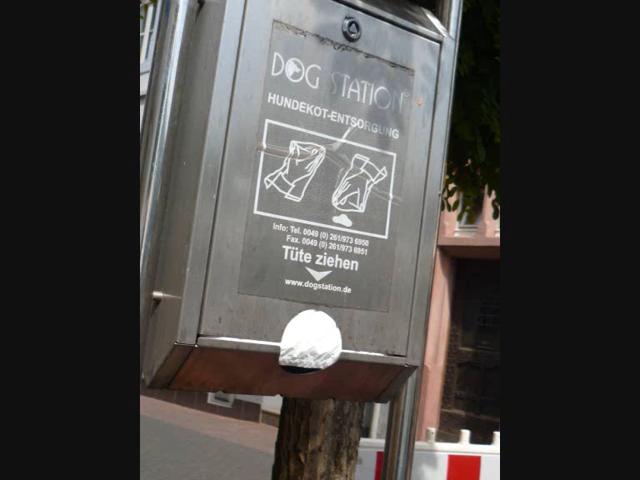 DOG STATION
HUNDEKOT-ENTSORGUNG
Info: Tel. 0049 (0) 261/973 6950
Fax. 0049 (0) 261/973 6951
Tüte ziehen
www.dogstation.de